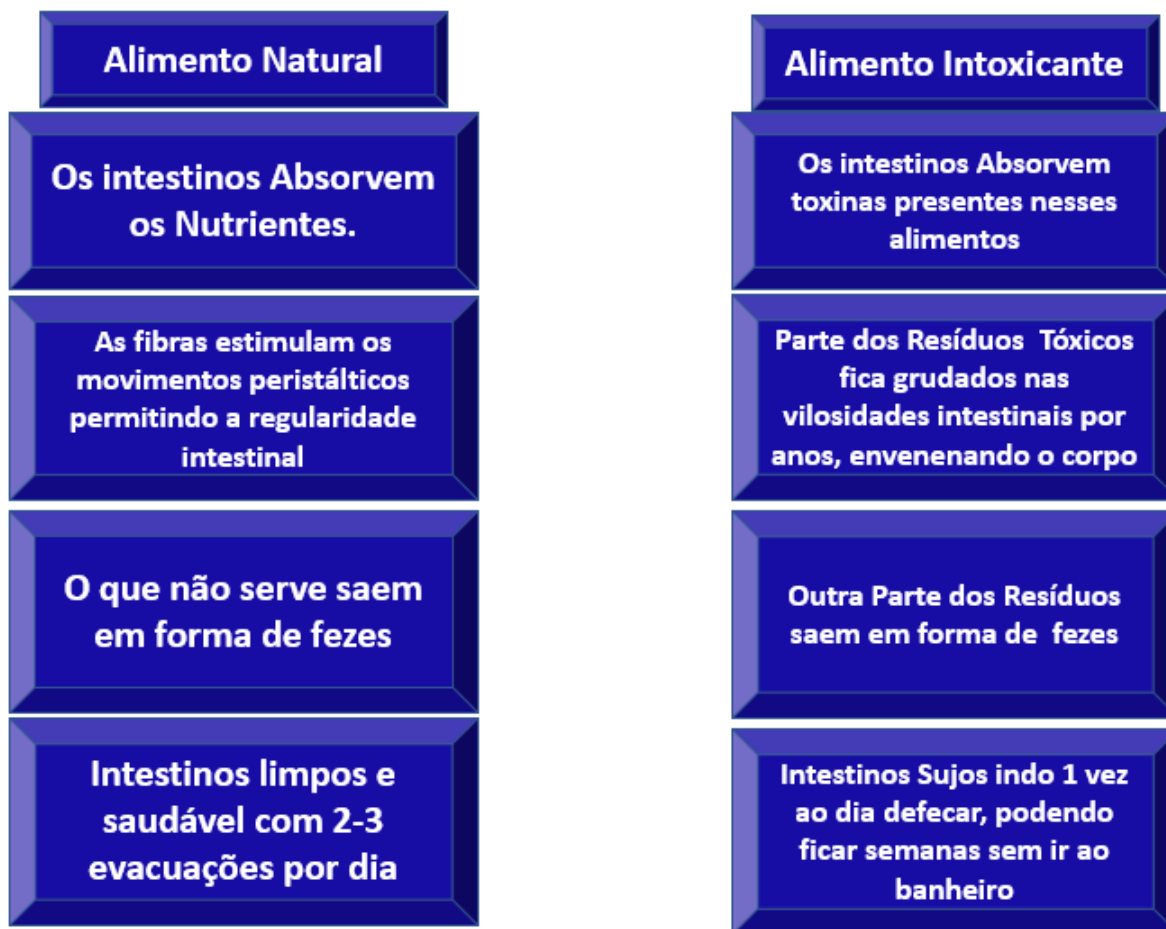 Alimento Natural
Os intestinos Absorvem
os Nutrientes.
As fibras estimulam os
movimentos peristálticos
permitindo a regularidade
intestinal
O que não serve saem
em forma de fezes
Intestinos limpos e
saudável com 2-3
evacuações por dia
Alimento Intoxicante
Os intestinos Absorvem
toxinas presentes nesses
alimentos
Parte dos Resíduos  Tóxicos
fica grudados nas
vilosidades intestinais por
anos, envenenando o corpo
Outra Parte dos Resíduos
saem em forma de  fezes
Intestinos Sujos indo 1 vez
ao dia defecar, podendo
ficar semanas sem ir ao
banheiro